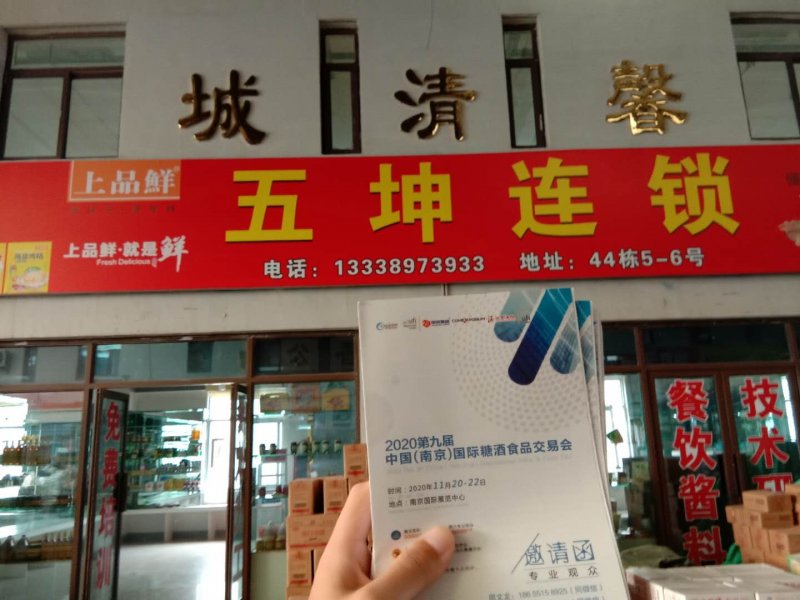 城 清 馨
上品鮮
五坤连锁
上品鲜·就是鲜
Fresh Delicious
电话：13338973933 地址：44栋5-6号
2020第九届
中国(南京)国际糖酒食品交易会
时间：2020年11月20-22日
地点：南京国际展览中心
邀请函
专业观众
免费培训
餐饮酱料
技术